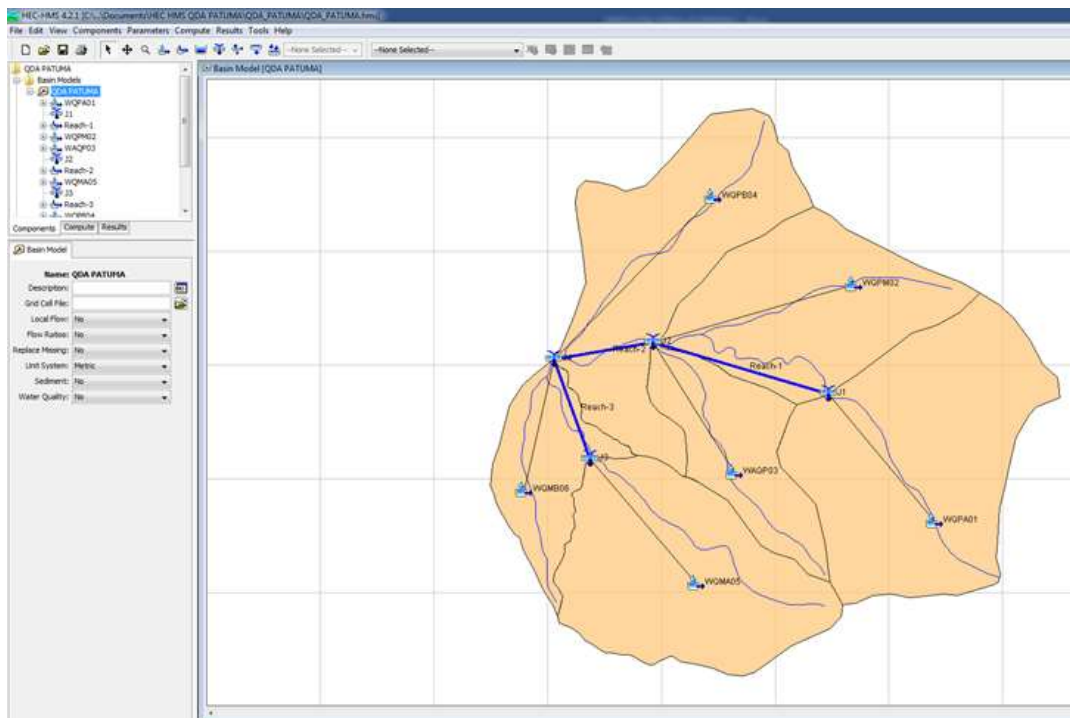 HEC-HMS 4.2.1 [C:\...\Documents\HEC HMS QDA PATUMA\QDA_PATUMA\QDA_PATUMA.hms]
File Edit View Components Parameters Compute Results Tools Help
--None Selected-- --None Selected--
QDA PATUMA
Basin Models
QDA PATUMA
WQPA01
J1
Reach-1
WQPM02
WAQP03
J2
Reach-2
WQMA05
J3
Reach-3
WQPB04
Components Compute Results
Basin Model
Name: QDA PATUMA
Description:
Grid Cell File:
Local Flow: No
Flow Ratios: No
Replace Missing: No
Unit System: Metric
Sediment: No
Water Quality: No
Basin Model [QDA PATUMA]
WQPB04
WQPM02
J2
Reach-2
Reach-1
J1
Reach-3
J3
WAQP03
WQMB06
WQPA01
WQMA05